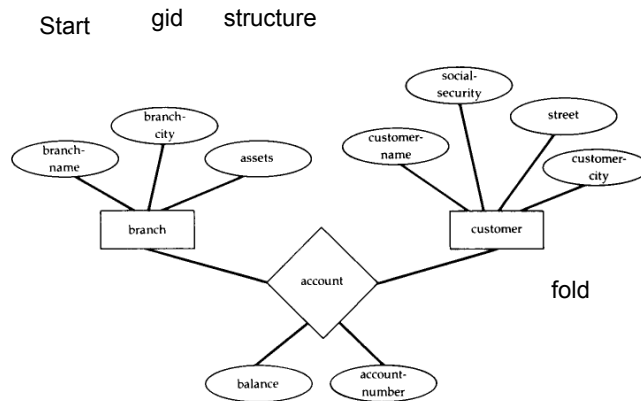 Start gid structure
social-
security
branch-
city
street
customer-
name
branch-
name
assets
customer-
city
branch
customer
account
fold
balance
account-
number